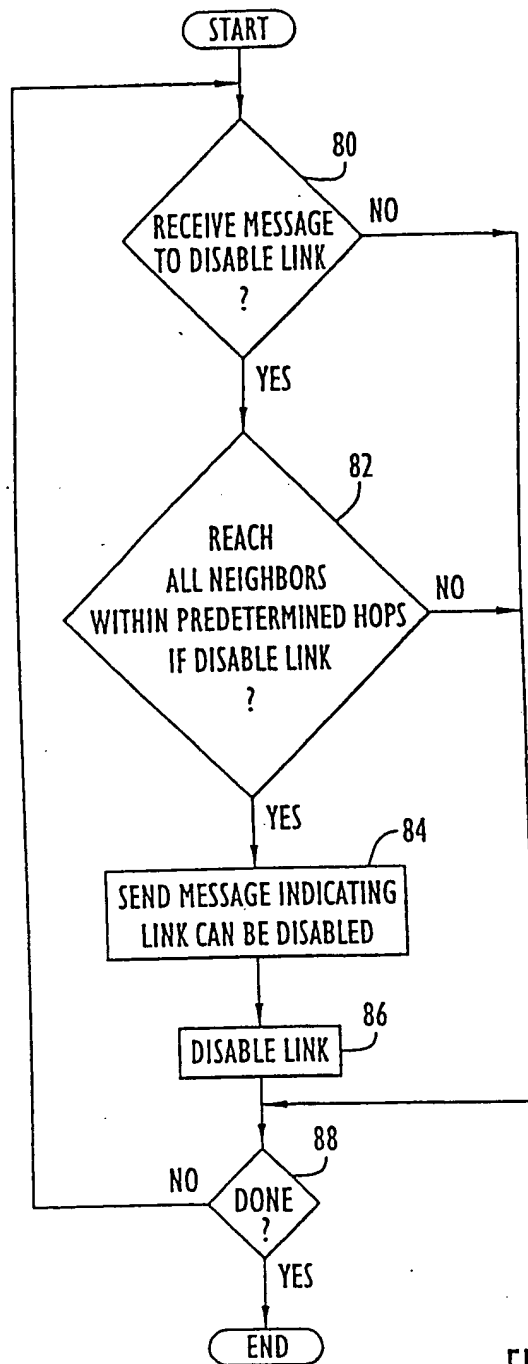 START
80
RECEIVE MESSAGE
TO DISABLE LINK
?
NO
YES
82
REACH
ALL NEIGHBORS
WITHIN PREDETERMINED HOPS
IF DISABLE LINK
?
NO
YES
84
SEND MESSAGE INDICATING
LINK CAN BE DISABLED
86
DISABLE LINK
88
NO
DONE
?
YES
END